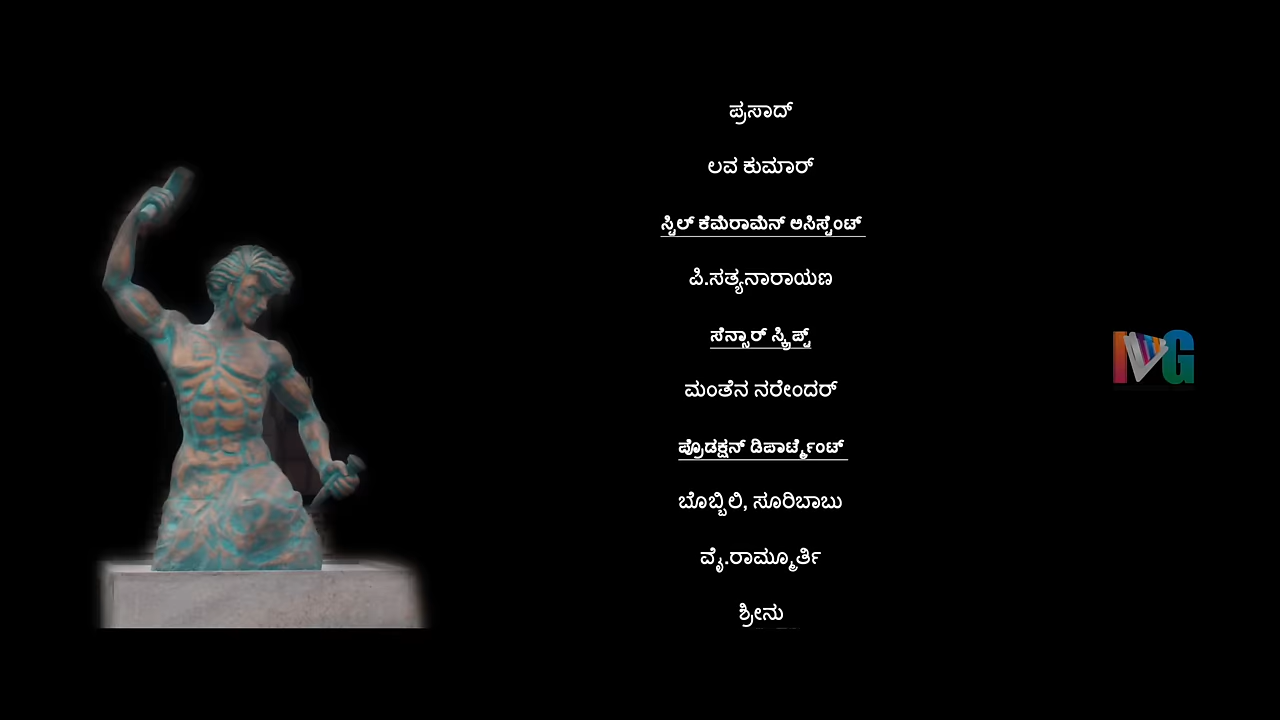 ಪ್ರಸಾದ್
ಲವ ಕುಮಾರ್
ಸ್ಟಿಲ್ ಕೆಮೆರಾಮೆನ್ ಅಸಿಸ್ಟೆಂಟ್
ಪಿ.ಸತ್ಯನಾರಾಯಣ
ಸೆನ್ಸಾರ್ ಸ್ಕ್ರಿಪ್ಟ್
ಮಂತೆನ ನರೇಂದರ್
ಪ್ರೊಡಕ್ಷನ್ ಡಿಪಾರ್ಟ್ಮೆಂಟ್
ಬೊಬ್ಬಿಲಿ, ಸೂರಿಬಾಬು
ವೈ.ರಾಮ್ಮೂರ್ತಿ
ಶ್ರೀನು